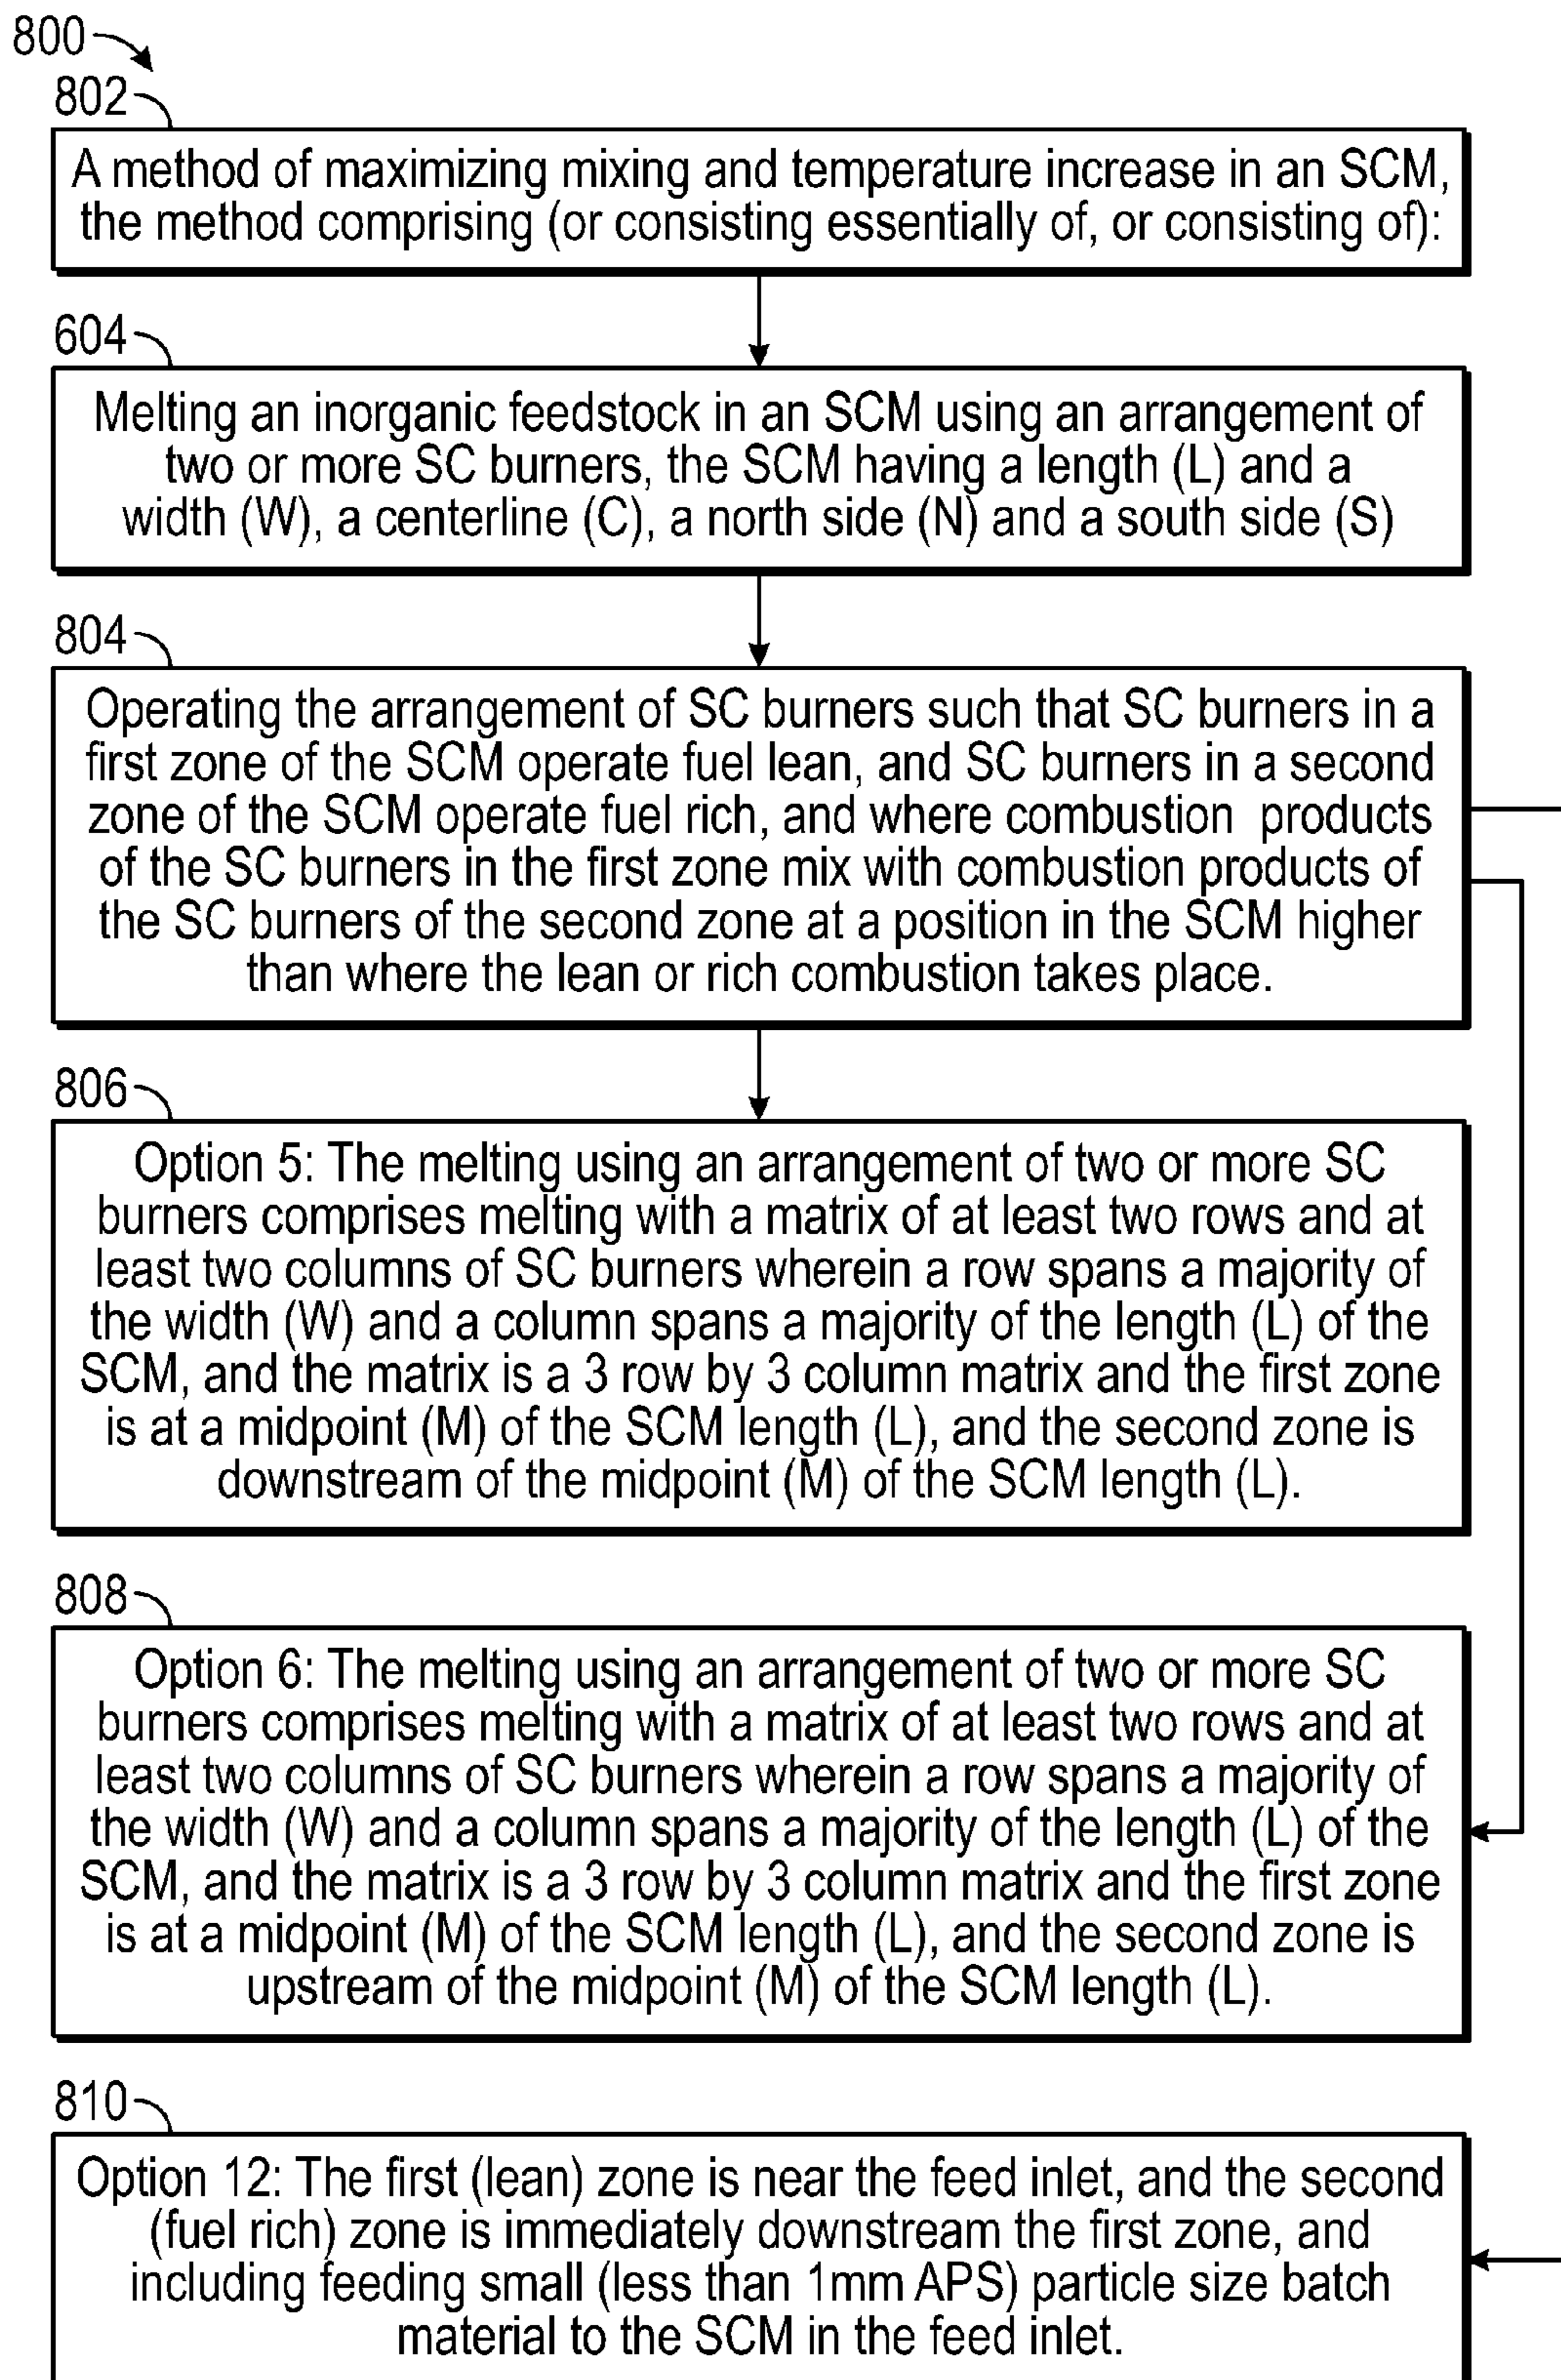 800
802
A method of maximizing mixing and temperature increase in an SCM,
the method comprising (or consisting essentially of, or consisting of):
604
Melting an inorganic feedstock in an SCM using an arrangement of
two or more SC burners, the SCM having a length (L) and a
width (W), a centerline (C), a north side (N) and a south side (S)
804
Operating the arrangement of SC burners such that SC burners in a
first zone of the SCM operate fuel lean, and SC burners in a second
zone of the SCM operate fuel rich, and where combustion products
of the SC burners in the first zone mix with combustion products of
the SC burners of the second zone at a position in the SCM higher
than where the lean or rich combustion takes place.
806
Option 5: The melting using an arrangement of two or more SC
burners comprises melting with a matrix of at least two rows and at
least two columns of SC burners wherein a row spans a majority of
the width (W) and a column spans a majority of the length (L) of the
SCM, and the matrix is a 3 row by 3 column matrix and the first zone
is at a midpoint (M) of the SCM length (L), and the second zone is
downstream of the midpoint (M) of the SCM length (L).
808
Option 6: The melting using an arrangement of two or more SC
burners comprises melting with a matrix of at least two rows and at
least two columns of SC burners wherein a row spans a majority of
the width (W) and a column spans a majority of the length (L) of the
SCM, and the matrix is a 3 row by 3 column matrix and the first zone
is at a midpoint (M) of the SCM length (L), and the second zone is
upstream of the midpoint (M) of the SCM length (L).
810
Option 12: The first (lean) zone is near the feed inlet, and the second
(fuel rich) zone is immediately downstream the first zone, and
including feeding small (less than 1mm APS) particle size batch
material to the SCM in the feed inlet.